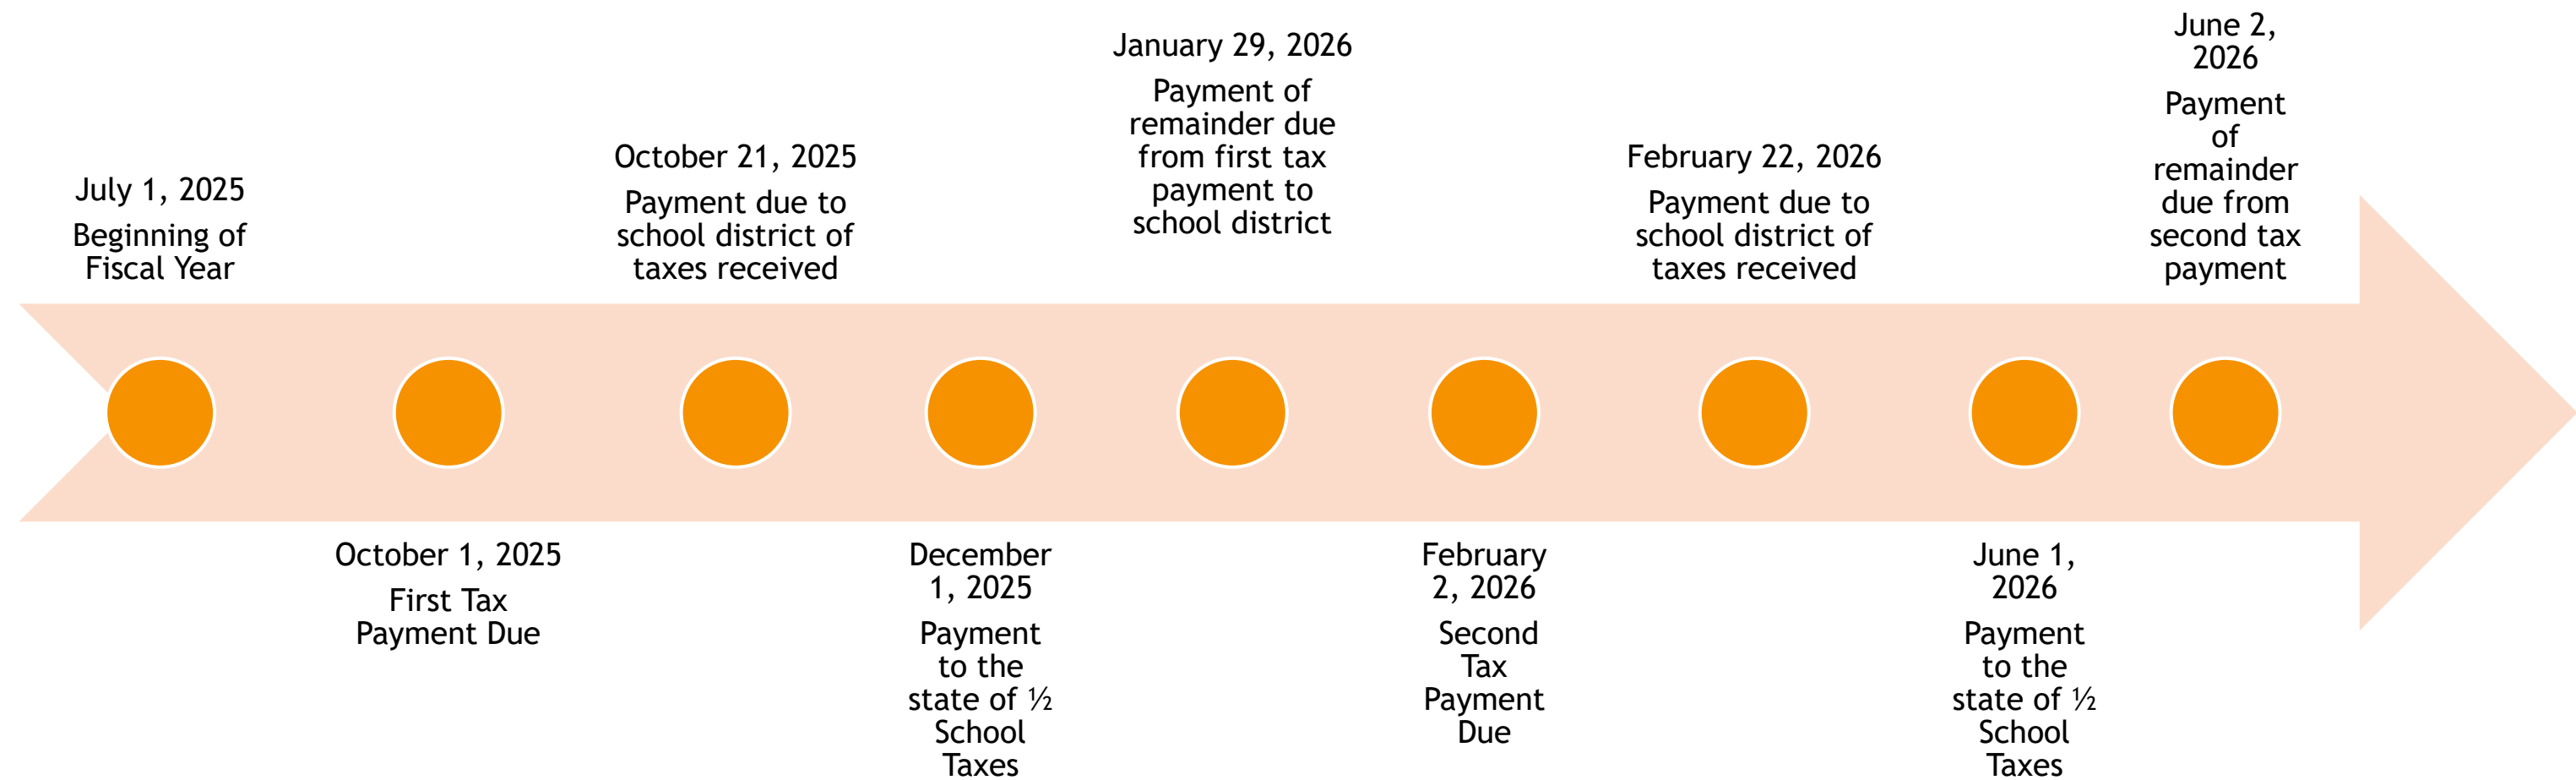 July 1, 2025
Beginning of
Fiscal Year
October 1, 2025
First Tax
Payment Due
October 21, 2025
Payment due to
school district of
taxes received
December
1, 2025
Payment
to the
state of ½
School
Taxes
January 29, 2026
Payment of
remainder due
from first tax
payment to
school district
February
2, 2026
Second
Tax
Payment
Due
February 22, 2026
Payment due to
school district of
taxes received
June 1,
2026
Payment
to the
state of ½
School
Taxes
June 2,
2026
Payment
of
remainder
due from
second tax
payment